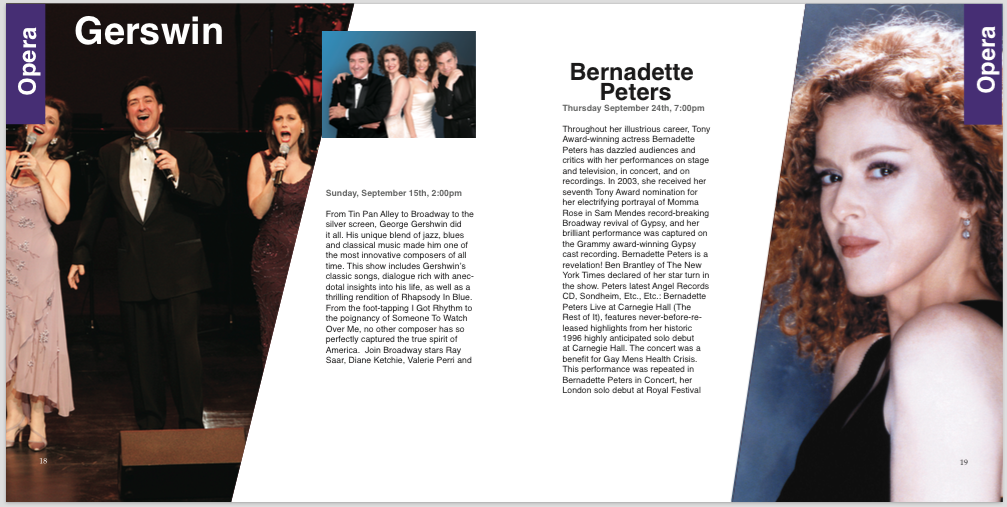 Opera
Gerswin
Sunday, September 15th, 2:00pm
From Tin Pan Alley to Broadway to the
silver screen, George Gershwin did
it all. His unique blend of jazz, blues
and classical music made him one of
the most innovative composers of all
time. This show includes Gershwin's
classic songs, dialogue rich with anec-
dotal insights into his life, as well as a
thrilling rendition of Rhapsody In Blue.
From the foot-tapping I Got Rhythm to
the poignancy of Someone To Watch
Over Me, no other composer has so
perfectly captured the true spirit of
America. Join Broadway stars Ray
Saar, Diane Ketchie, Valerie Perri and
18
Bernadette
Peters
Thursday September 24th, 7:00pm
Throughout her illustrious career, Tony
Award-winning actress Bernadette
Peters has dazzled audiences and
critics with her performances on stage
and television, in concert, and on
recordings. In 2003, she received her
seventh Tony Award nomination for
her electrifying portrayal of Momma
Rose in Sam Mendes record-breaking
Broadway revival of Gypsy, and her
brilliant performance was captured on
the Grammy award-winning Gypsy
cast recording. Bernadette Peters is a
revelation! Ben Brantley of The New
York Times declared of her star turn in
the show. Peters latest Angel Records
CD, Sondheim, Etc., Etc.: Bernadette
Peters Live at Carnegie Hall (The
Rest of It), features never-before-re-
leased highlights from her historic
1996 highly anticipated solo debut
at Carnegie Hall. The concert was a
benefit for Gay Mens Health Crisis.
This performance was repeated in
Bernadette Peters in Concert, her
London solo debut at Royal Festival
Opera
19